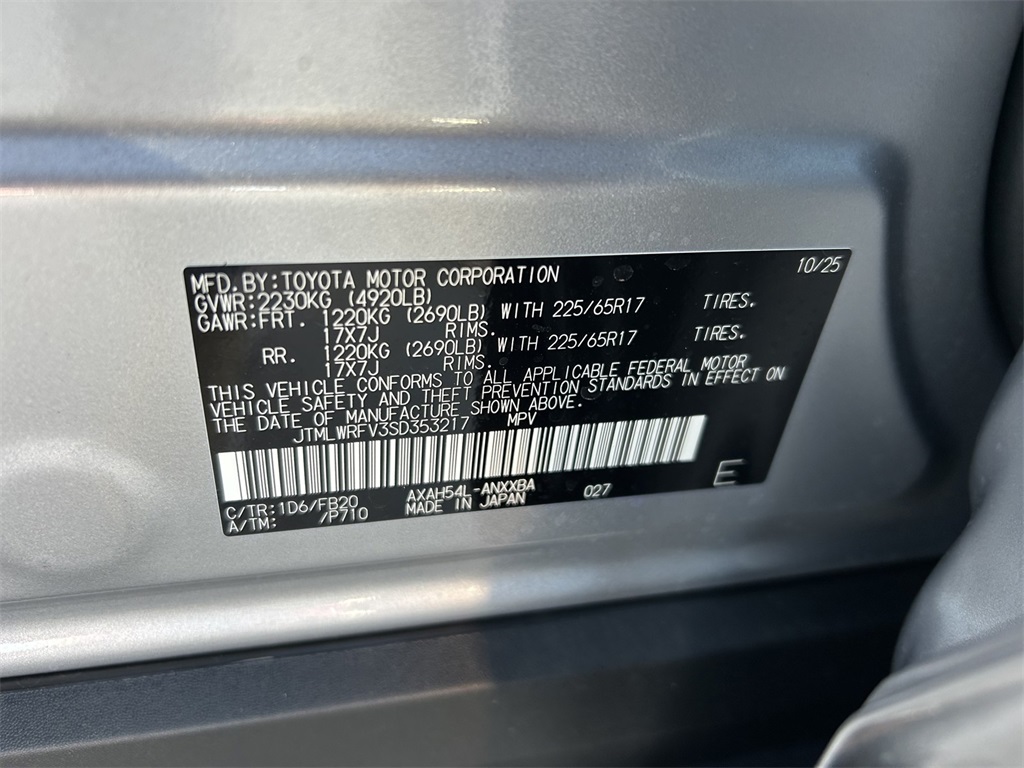 MFD.BY:TOYOTA MOTOR CORPORATION 10/25
GVWR:2230KG (4920LB)
GAWR:FRT. 1220KG (2690LB) WITH 225/65R17 TIRES.
17X7J RIMS.
RR. 1220KG (2690LB) WITH 225/65R17 TIRES.
17X7J RIMS.
THIS VEHICLE CONFORMS TO ALL APPLICABLE FEDERAL MOTOR
VEHICLE SAFETY AND THEFT PREVENTION STANDARDS IN EFFECT ON
THE DATE OF MANUFACTURE SHOWN ABOVE.
JTMLWRFV3SD353217 MPV
E
C/TR:1D6/FB20 AXAH54L-ANXXBA 027
A/TM: /P710 MADE IN JAPAN